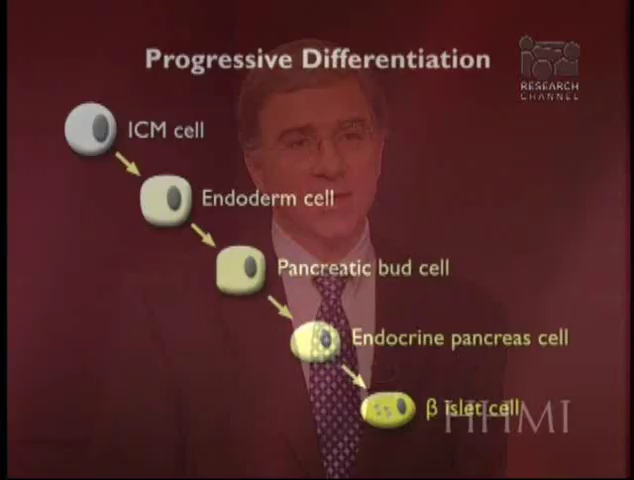 Progressive Differentiation
RESEARCH
CHANNEL
ICM cell
Endoderm cell
Pancreatic bud cell
Endocrine pancreas cell
β islet cell
HHMI